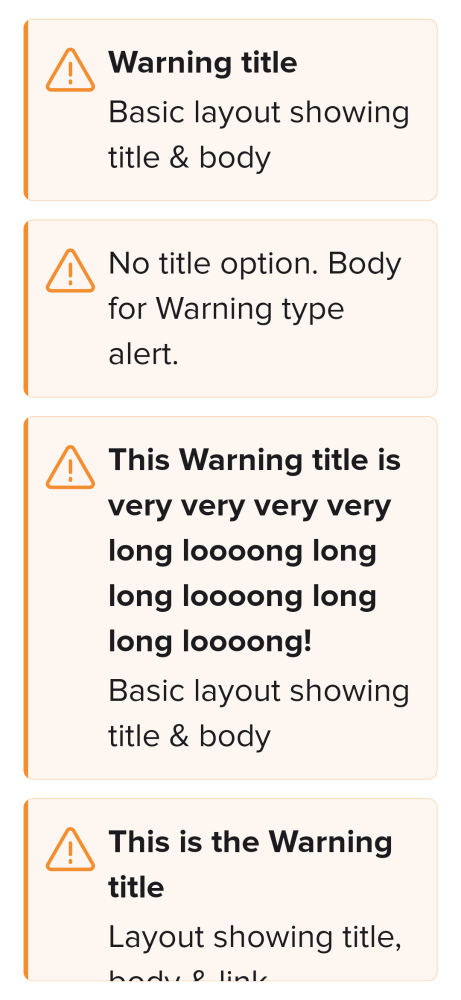 Warning title
Basic layout showing
title & body
No title option. Body
for Warning type
alert.
This Warning title is
very very very very
long loooong long
long loooong long
long loooong!
Basic layout showing
title & body
This is the Warning
title
Layout showing title,
body & link